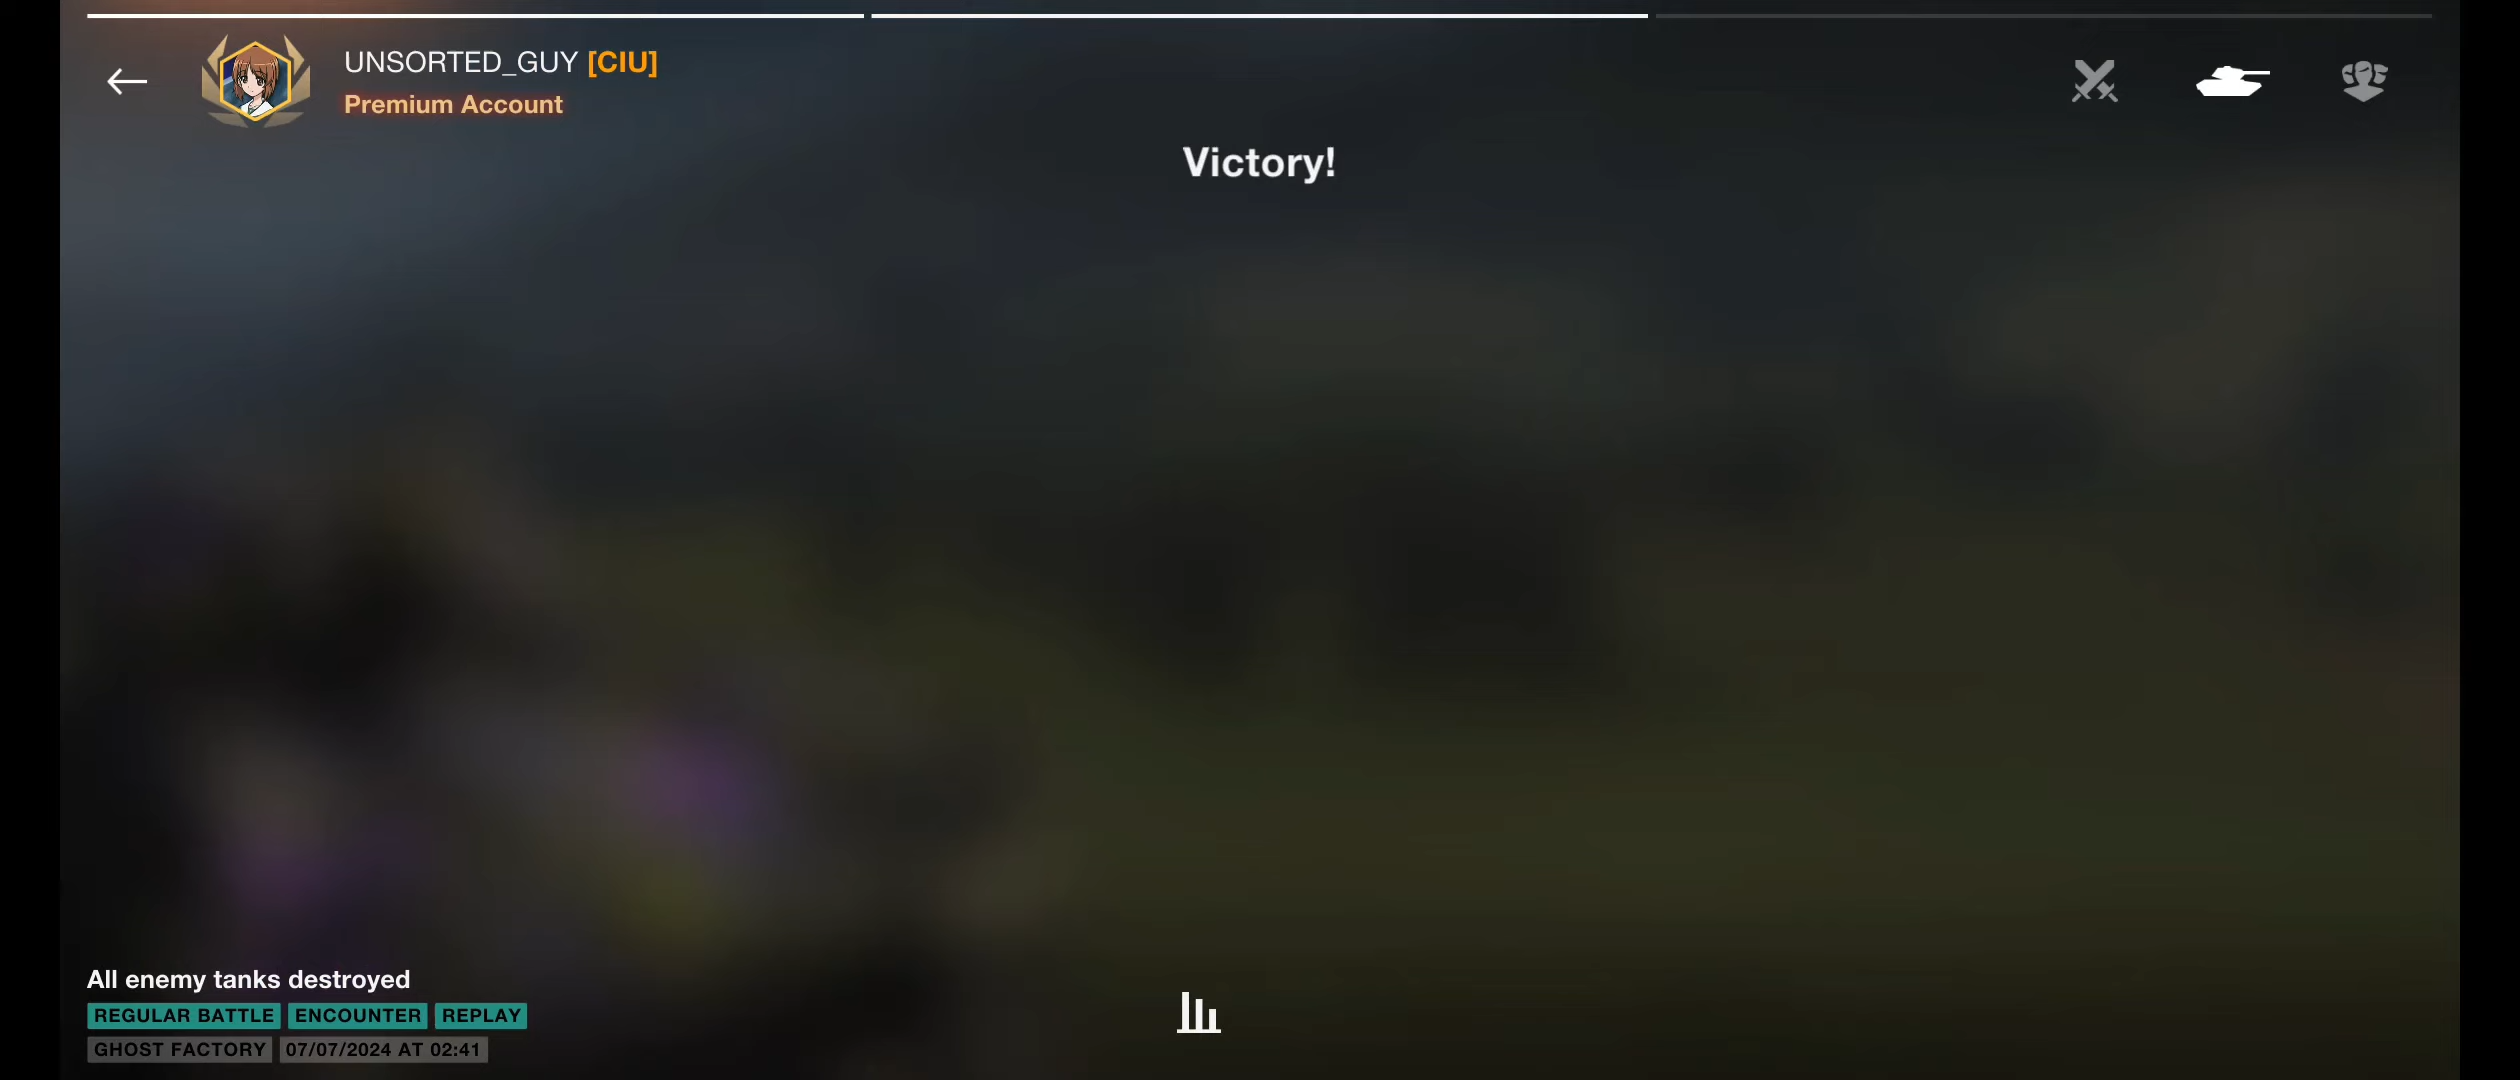 UNSORTED_GUY [CIU]
Premium Account
Victory!
All enemy tanks destroyed
REGULAR BATTLE ENCOUNTER REPLAY
GHOST FACTORY 07/07/2024 AT 02:41